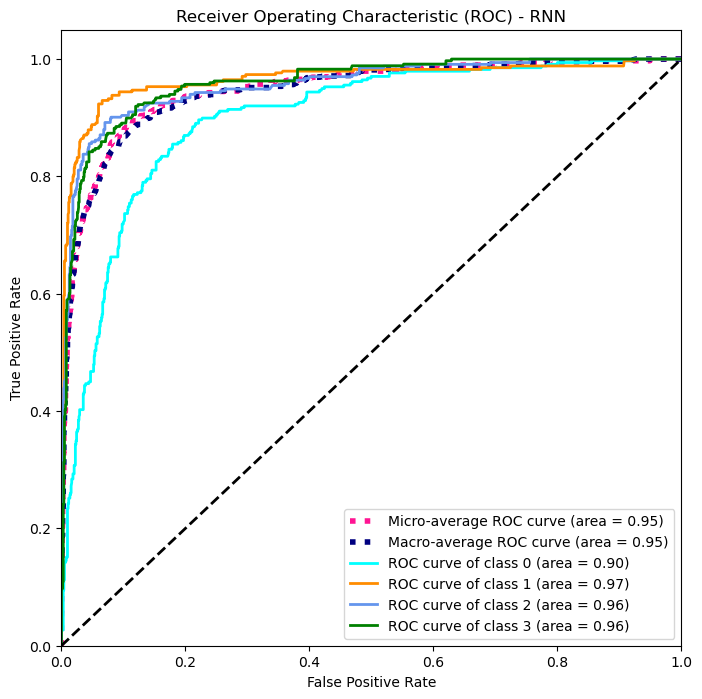 Receiver Operating Characteristic (ROC) - RNN
1.0
0.8
0.6
0.4
0.2
0.0
True Positive Rate
Micro-average ROC curve (area = 0.95)
Macro-average ROC curve (area = 0.95)
ROC curve of class 0 (area = 0.90)
ROC curve of class 1 (area = 0.97)
ROC curve of class 2 (area = 0.96)
ROC curve of class 3 (area = 0.96)
0.0 0.2 0.4 0.6 0.8 1.0
False Positive Rate